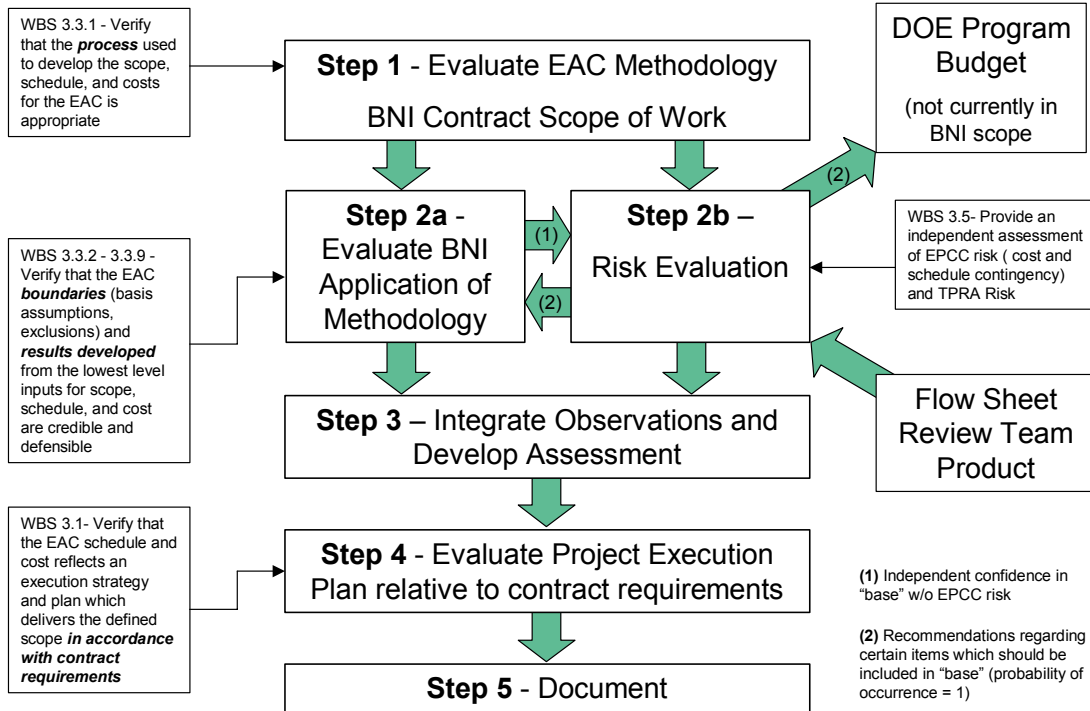 WBS 3.3.1 - Verify
that the process used
to develop the scope,
schedule, and costs
for the EAC is
appropriate
Step 1 - Evaluate EAC Methodology
BNI Contract Scope of Work
DOE Program
Budget
(not currently in
BNI scope
(2)
Step 2a -
Evaluate BNI
Application of
Methodology
(1)
(2)
Step 2b –
Risk Evaluation
WBS 3.5- Provide an
independent assessment
of EPCC risk ( cost and
schedule contingency)
and TPRA Risk
WBS 3.3.2 - 3.3.9 -
Verify that the EAC
boundaries (basis
assumptions,
exclusions) and
results developed
from the lowest level
inputs for scope,
schedule, and cost
are credible and
defensible
Flow Sheet
Review Team
Product
Step 3 – Integrate Observations and
Develop Assessment
WBS 3.1- Verify that
the EAC schedule and
cost reflects an
execution strategy
and plan which
delivers the defined
scope in accordance
with contract
requirements
Step 4 - Evaluate Project Execution
Plan relative to contract requirements
(1) Independent confidence in
“base” w/o EPCC risk
(2) Recommendations regarding
certain items which should be
included in “base” (probability of
occurrence = 1)
Step 5 - Document